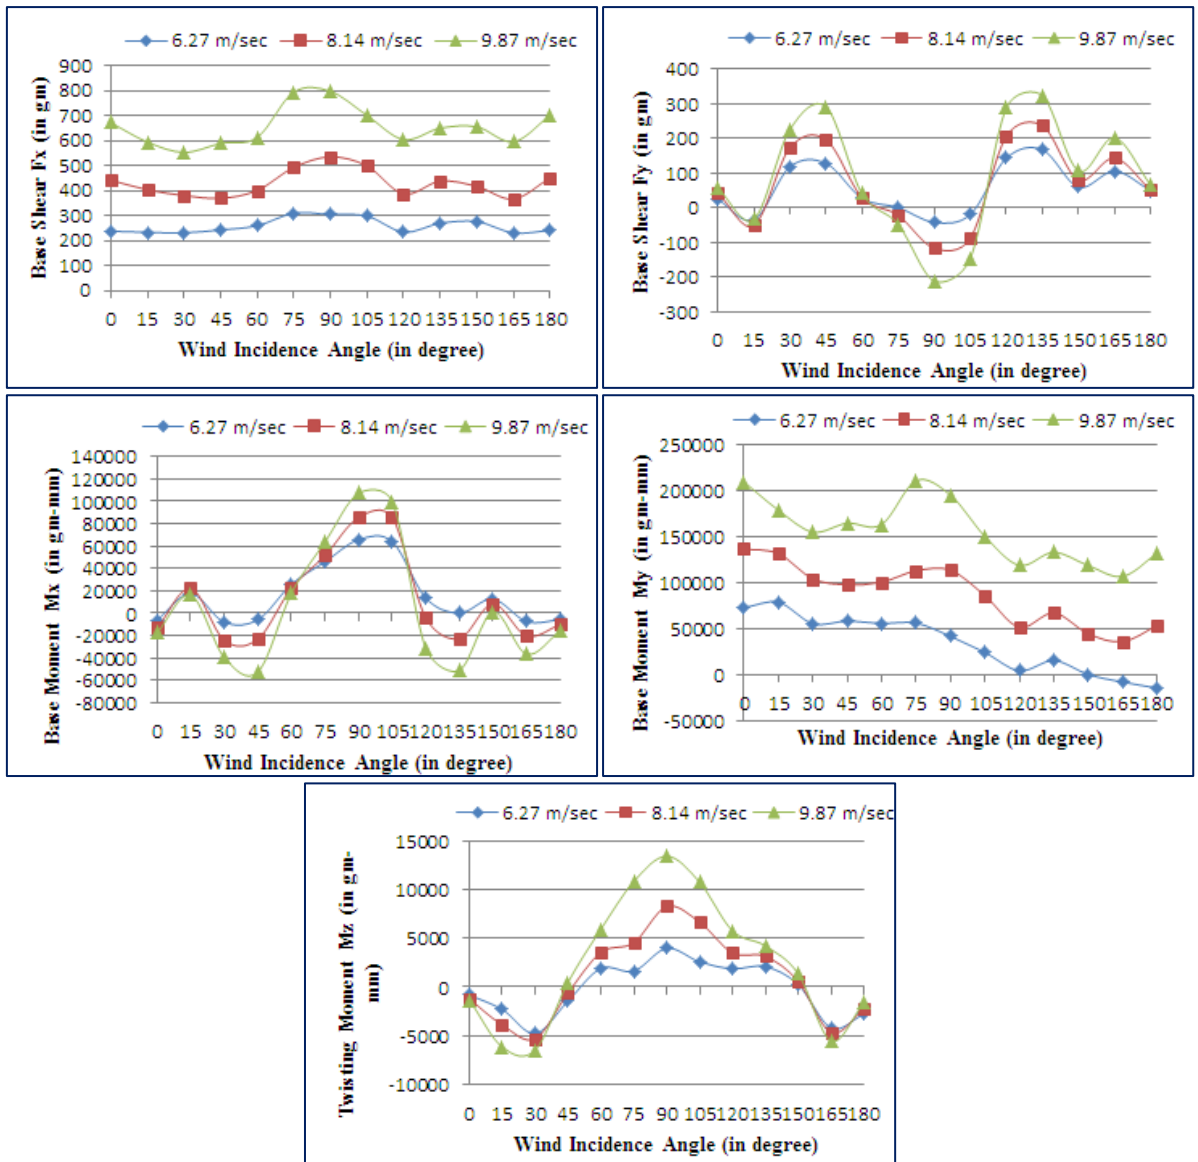 6.27 m/sec 8.14 m/sec 9.87 m/sec
Base Shear Fx (in gm)
900
800
700
600
500
400
300
200
100
0
0 15 30 45 60 75 90 105 120 135 150 165 180
Wind Incidence Angle (in degree)
6.27 m/sec 8.14 m/sec 9.87 m/sec
Base Shear Fy (in gm)
400
300
200
100
0
-100
-200
-300
0 15 30 45 60 75 90 105 120 135 150 165 180
Wind Incidence Angle (in degree)
6.27 m/sec 8.14 m/sec 9.87 m/sec
Base Moment Mx (in gm-mm)
140000
120000
100000
80000
60000
40000
20000
0
-20000
-40000
-60000
-80000
0 15 30 45 60 75 90 105 120 135 150 165 180
Wind Incidence Angle (in degree)
6.27 m/sec 8.14 m/sec 9.87 m/sec
Base Moment My (in gm-mm)
250000
200000
150000
100000
50000
0
-50000
0 15 30 45 60 75 90 105 120 135 150 165 180
Wind Incidence Angle (in degree)
6.27 m/sec 8.14 m/sec 9.87 m/sec
Twisting Moment Mz (in gm-
mm)
15000
10000
5000
0
-5000
-10000
0 15 30 45 60 75 90 105 120 135 150 165 180
Wind Incidence Angle (in degree)